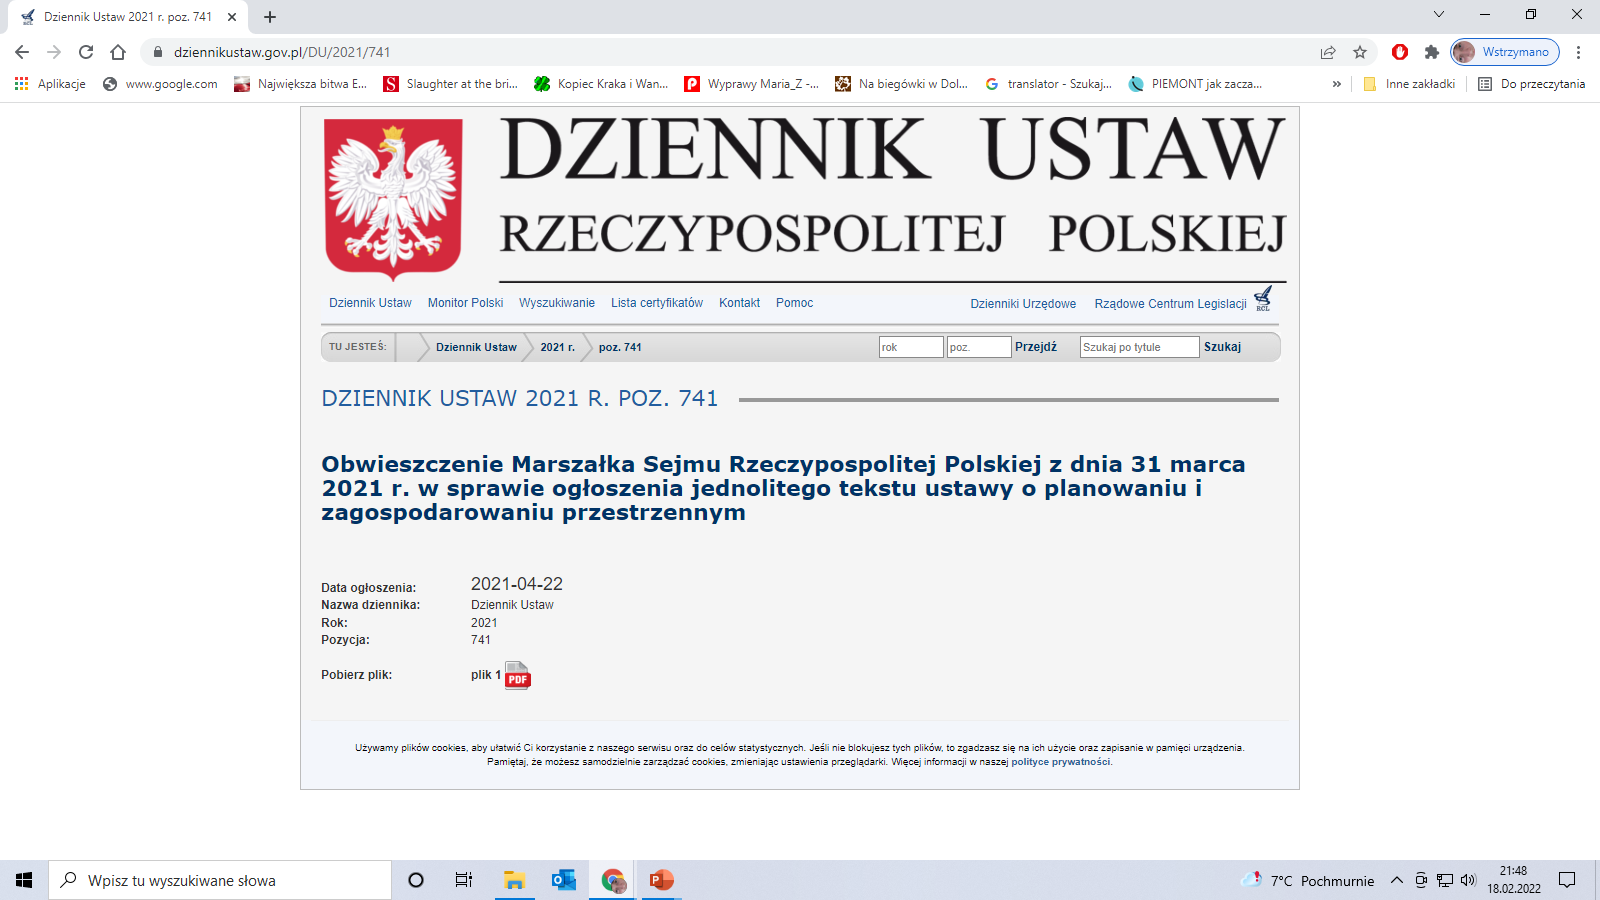 Dziennik Ustaw 2021 r. poz. 741
dziennikustaw.gov.pl/DU/2021/741
Wstrzymano
Aplikacje
www.google.com
Największa bitwa E...
Slaughter at the bri...
Kopiec Kraka i Wan...
Wyprawy Maria_Z -...
Na biegówki w Dol...
translator - Szukaj...
PIEMONT jak zacza...
»
Inne zakładki
Do przeczytania
DZIENNIK USTAW
RZECZYPOSPOLITEJ POLSKIEJ
Dziennik Ustaw Monitor Polski Wyszukiwanie Lista certyfikatów Kontakt Pomoc Dzienniki Urzędowe Rządowe Centrum Legislacji RCL
TU JESTEŚ: Dziennik Ustaw 2021 r. poz. 741 rok poz. Przejdź Szukaj po tytule Szukaj
DZIENNIK USTAW 2021 R. POZ. 741
Obwieszczenie Marszałka Sejmu Rzeczypospolitej Polskiej z dnia 31 marca
2021 r. w sprawie ogłoszenia jednolitego tekstu ustawy o planowaniu i
zagospodarowaniu przestrzennym
Data ogłoszenia: 2021-04-22
Nazwa dziennika: Dziennik Ustaw
Rok: 2021
Pozycja: 741
Pobierz plik: plik 1 PDF
Używamy plików cookies, aby ułatwić Ci korzystanie z naszego serwisu oraz do celów statystycznych. Jeśli nie blokujesz tych plików, to zgadzasz się na ich użycie oraz zapisanie w pamięci urządzenia.
Pamiętaj, że możesz samodzielnie zarządzać cookies, zmieniając ustawienia przeglądarki. Więcej informacji w naszej polityce prywatności.
Wpisz tu wyszukiwane słowa
7°C Pochmurnie
21:48
18.02.2022